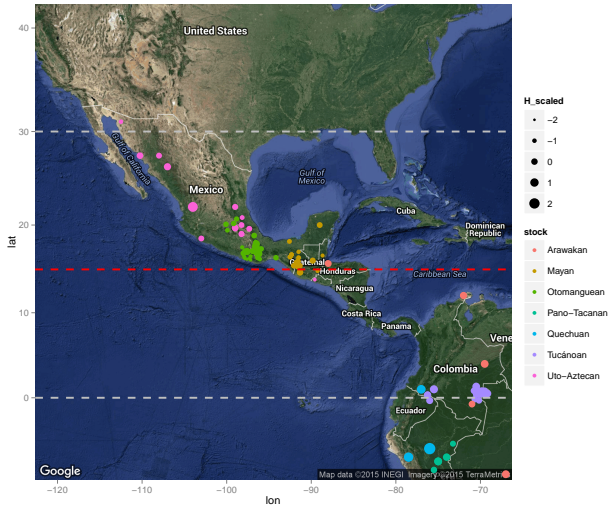 40
30
20
10
0
lat
−120
−110
−100
−90
−80
−70
lon
United States
Gulf of California
Mexico
Gulf of
Mexico
Cuba
Dominican
Republic
Honduras
Caribbean Sea
Nicaragua
Costa Rica
Panama
Vene
Colombia
Ecuador
Google
Map data ©2015 INEGI Imagery ©2015 TerraMetric
H_scaled
−2
−1
0
1
2
stock
Arawakan
Mayan
Otomanguean
Pano−Tacanan
Quechuan
Tucánoan
Uto−Aztecan